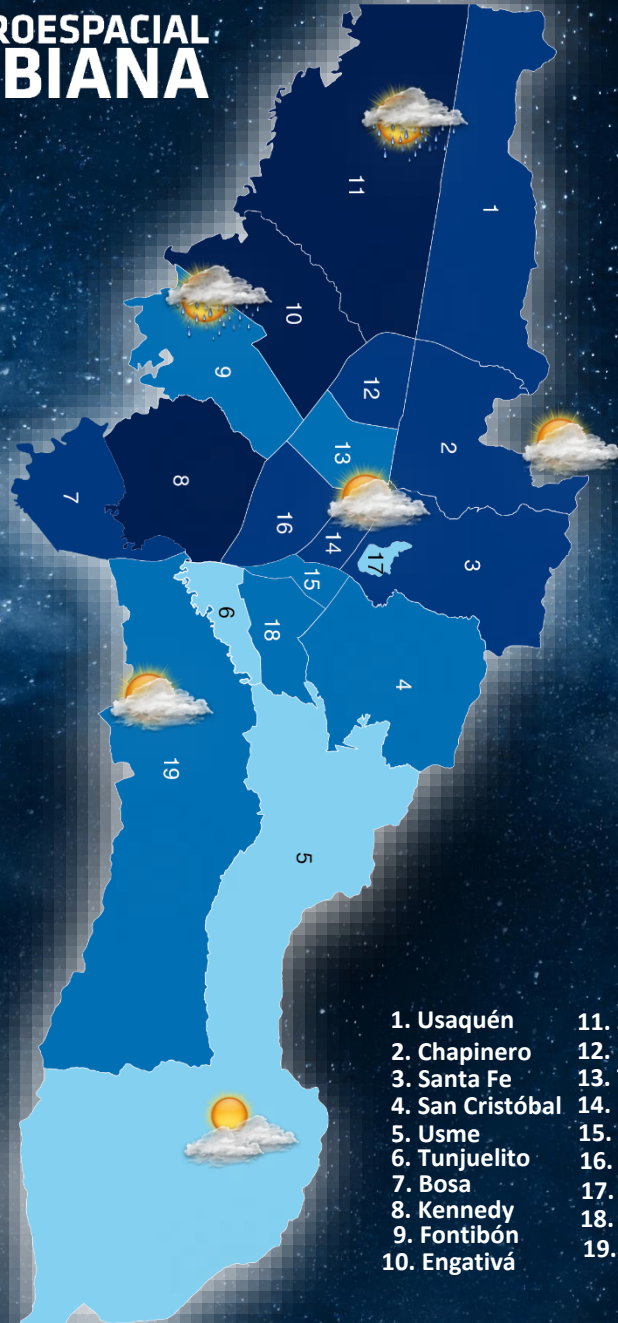 ROESPACIAL
BIANA
11
1
10
9
12
2
13
8
7
16
14
17
3
15
6
18
4
19
5
1. Usaquén
2. Chapinero
3. Santa Fe
4. San Cristóbal
5. Usme
6. Tunjuelito
7. Bosa
8. Kennedy
9. Fontibón
10. Engativá
11.
12.
13.
14.
15.
16.
17.
18.
19.